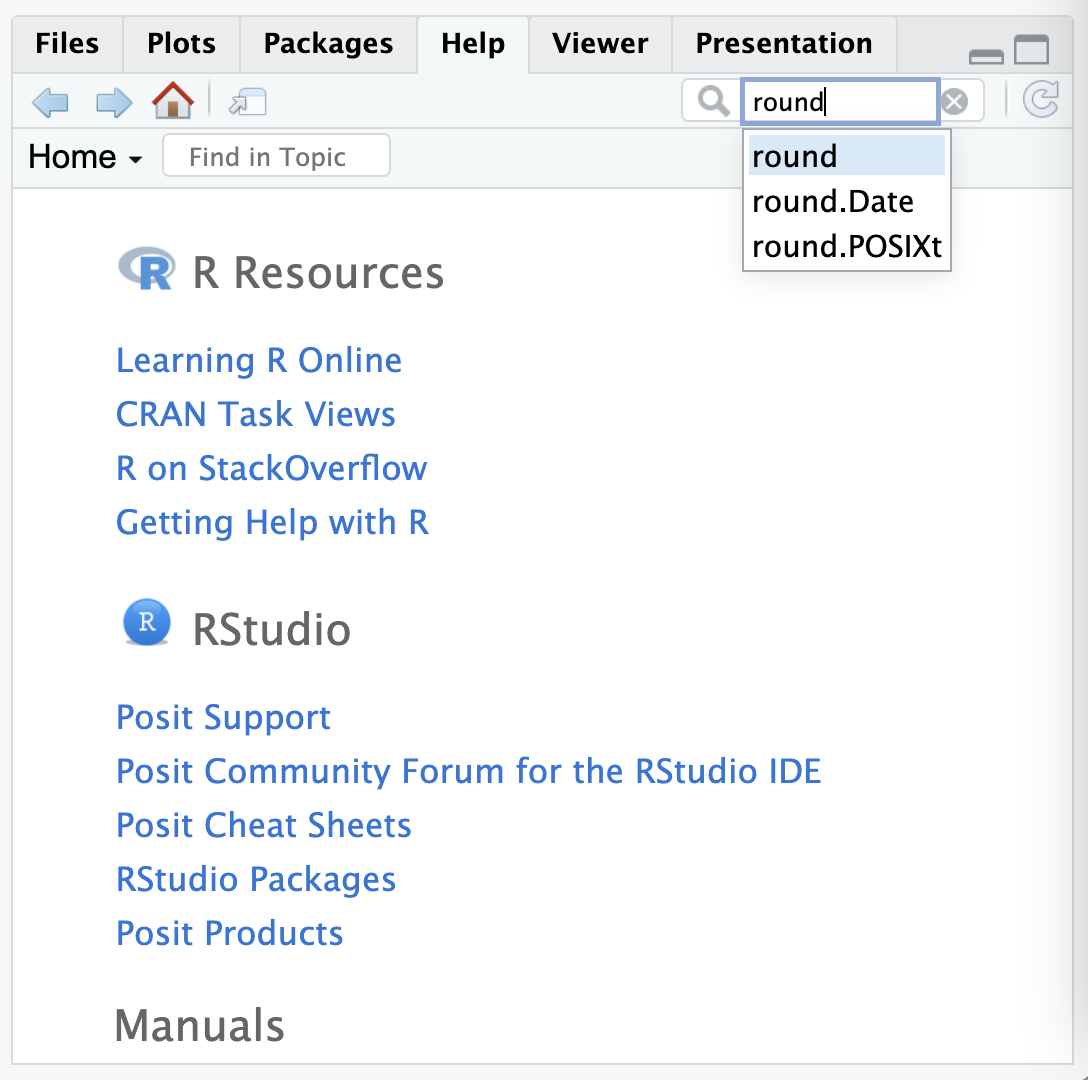 Files Plots Packages Help Viewer Presentation
round
Home Find in Topic
round
round.Date
round.POSIXt
R R Resources
Learning R Online
CRAN Task Views
R on StackOverflow
Getting Help with R
R RStudio
Posit Support
Posit Community Forum for the RStudio IDE
Posit Cheat Sheets
RStudio Packages
Posit Products
Manuals